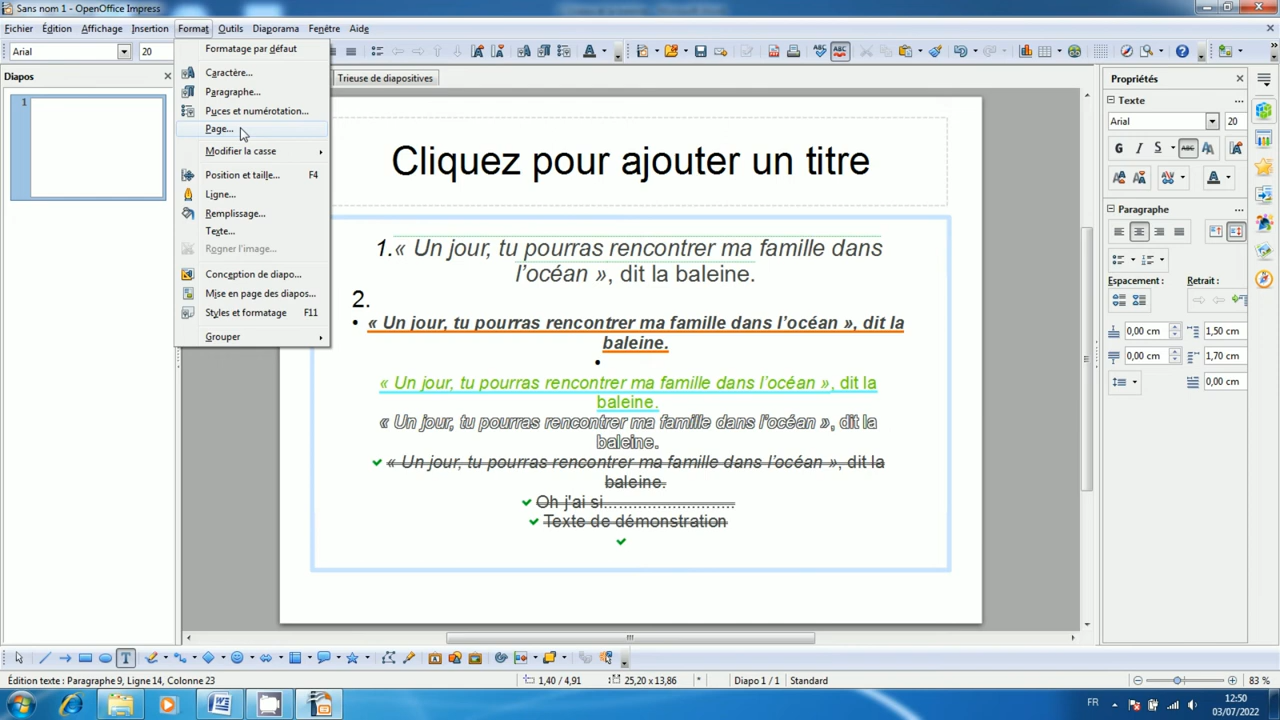 Sans nom 1 - OpenOffice Impress
Fichier Édition Affichage Insertion Format Outils Diaporama Fenêtre Aide
Arial 20
Formatage par défaut
Caractère...
Paragraphe...
Puces et numérotation...
Page...
Modifier la casse
Position et taille... F4
Ligne...
Remplissage...
Texte...
Rogner l'image...
Conception de diapo...
Mise en page des diapos...
Styles et formatage F11
Grouper
Diapos
1
Trieuse de diapositives
Cliquez pour ajouter un titre
1.« Un jour, tu pourras rencontrer ma famille dans
l'océan », dit la baleine.
2.
• « Un jour, tu pourras rencontrer ma famille dans l'océan », dit la
baleine.
•
« Un jour, tu pourras rencontrer ma famille dans l'océan », dit la
baleine.
« Un jour, tu pourras rencontrer ma famille dans l'océan », dit la
baleine.
« Un jour, tu pourras rencontrer ma famille dans l'océan », dit la
baleine.
Oh j'ai si..........................
Texte de démonstration
Propriétés
Texte
Arial 20
Paragraphe
Espacement : Retrait :
0,00 cm 1,50 cm
0,00 cm 1,70 cm
0,00 cm
Édition texte : Paragraphe 9, Ligne 14, Colonne 23 1,40 / 4,91 25,20 x 13,86 * Diapo 1 / 1 Standard 83 %
FR 12:50
03/07/2022